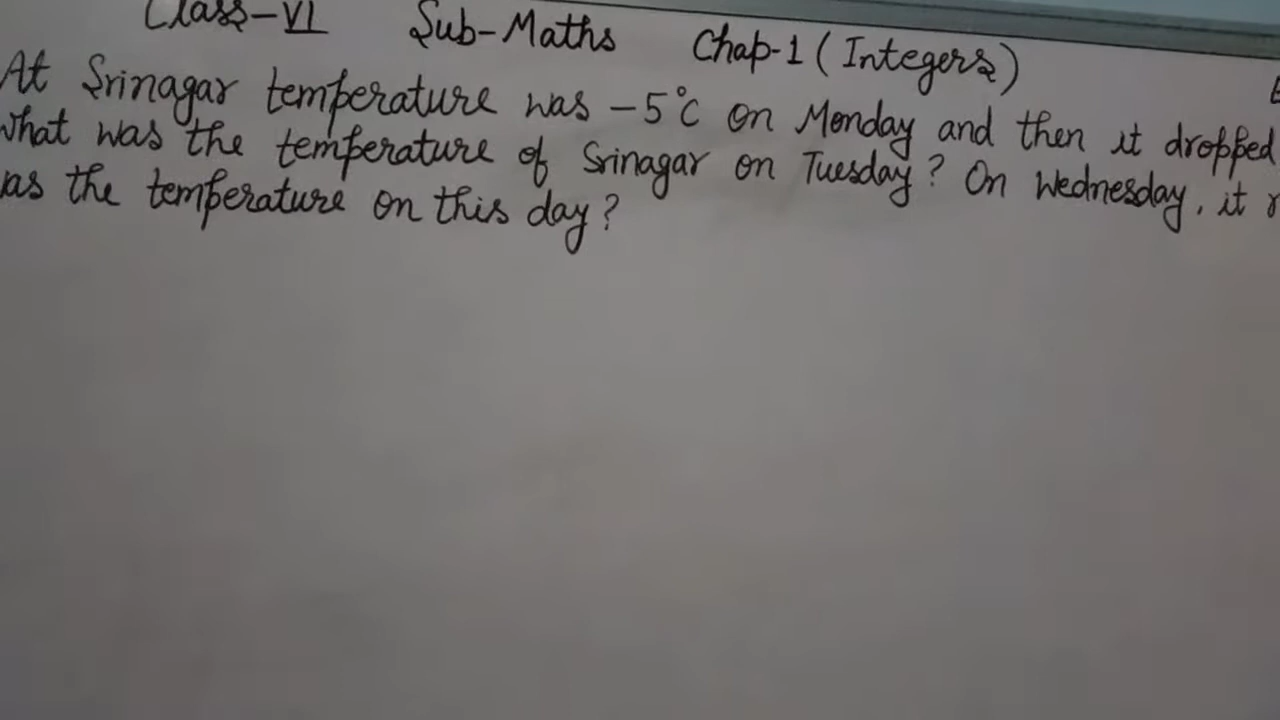 Class-VI Sub-Maths Chap-1 (Integers)
At Srinagar temperature was -5°C on Monday and then it dropped
What was the temperature of Srinagar on Tuesday? On Wednesday, it
as the temperature on this day?